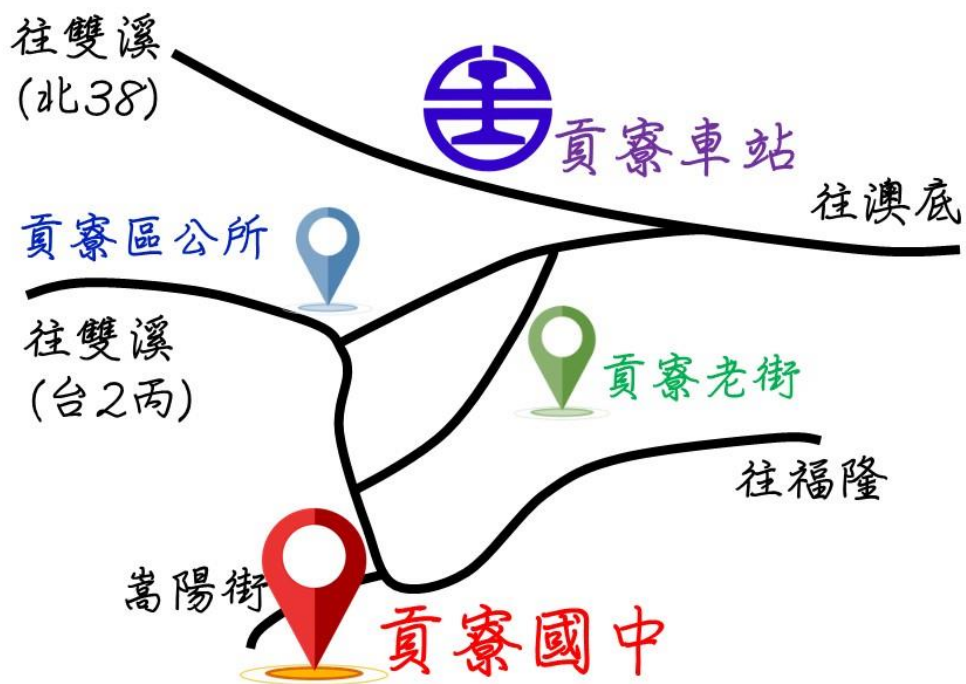 往雙溪
(北38)
貢寮車站
往澳底
貢寮區公所
往雙溪
(台2丙)
貢寮老街
往福隆
嵩陽街
貢寮國中